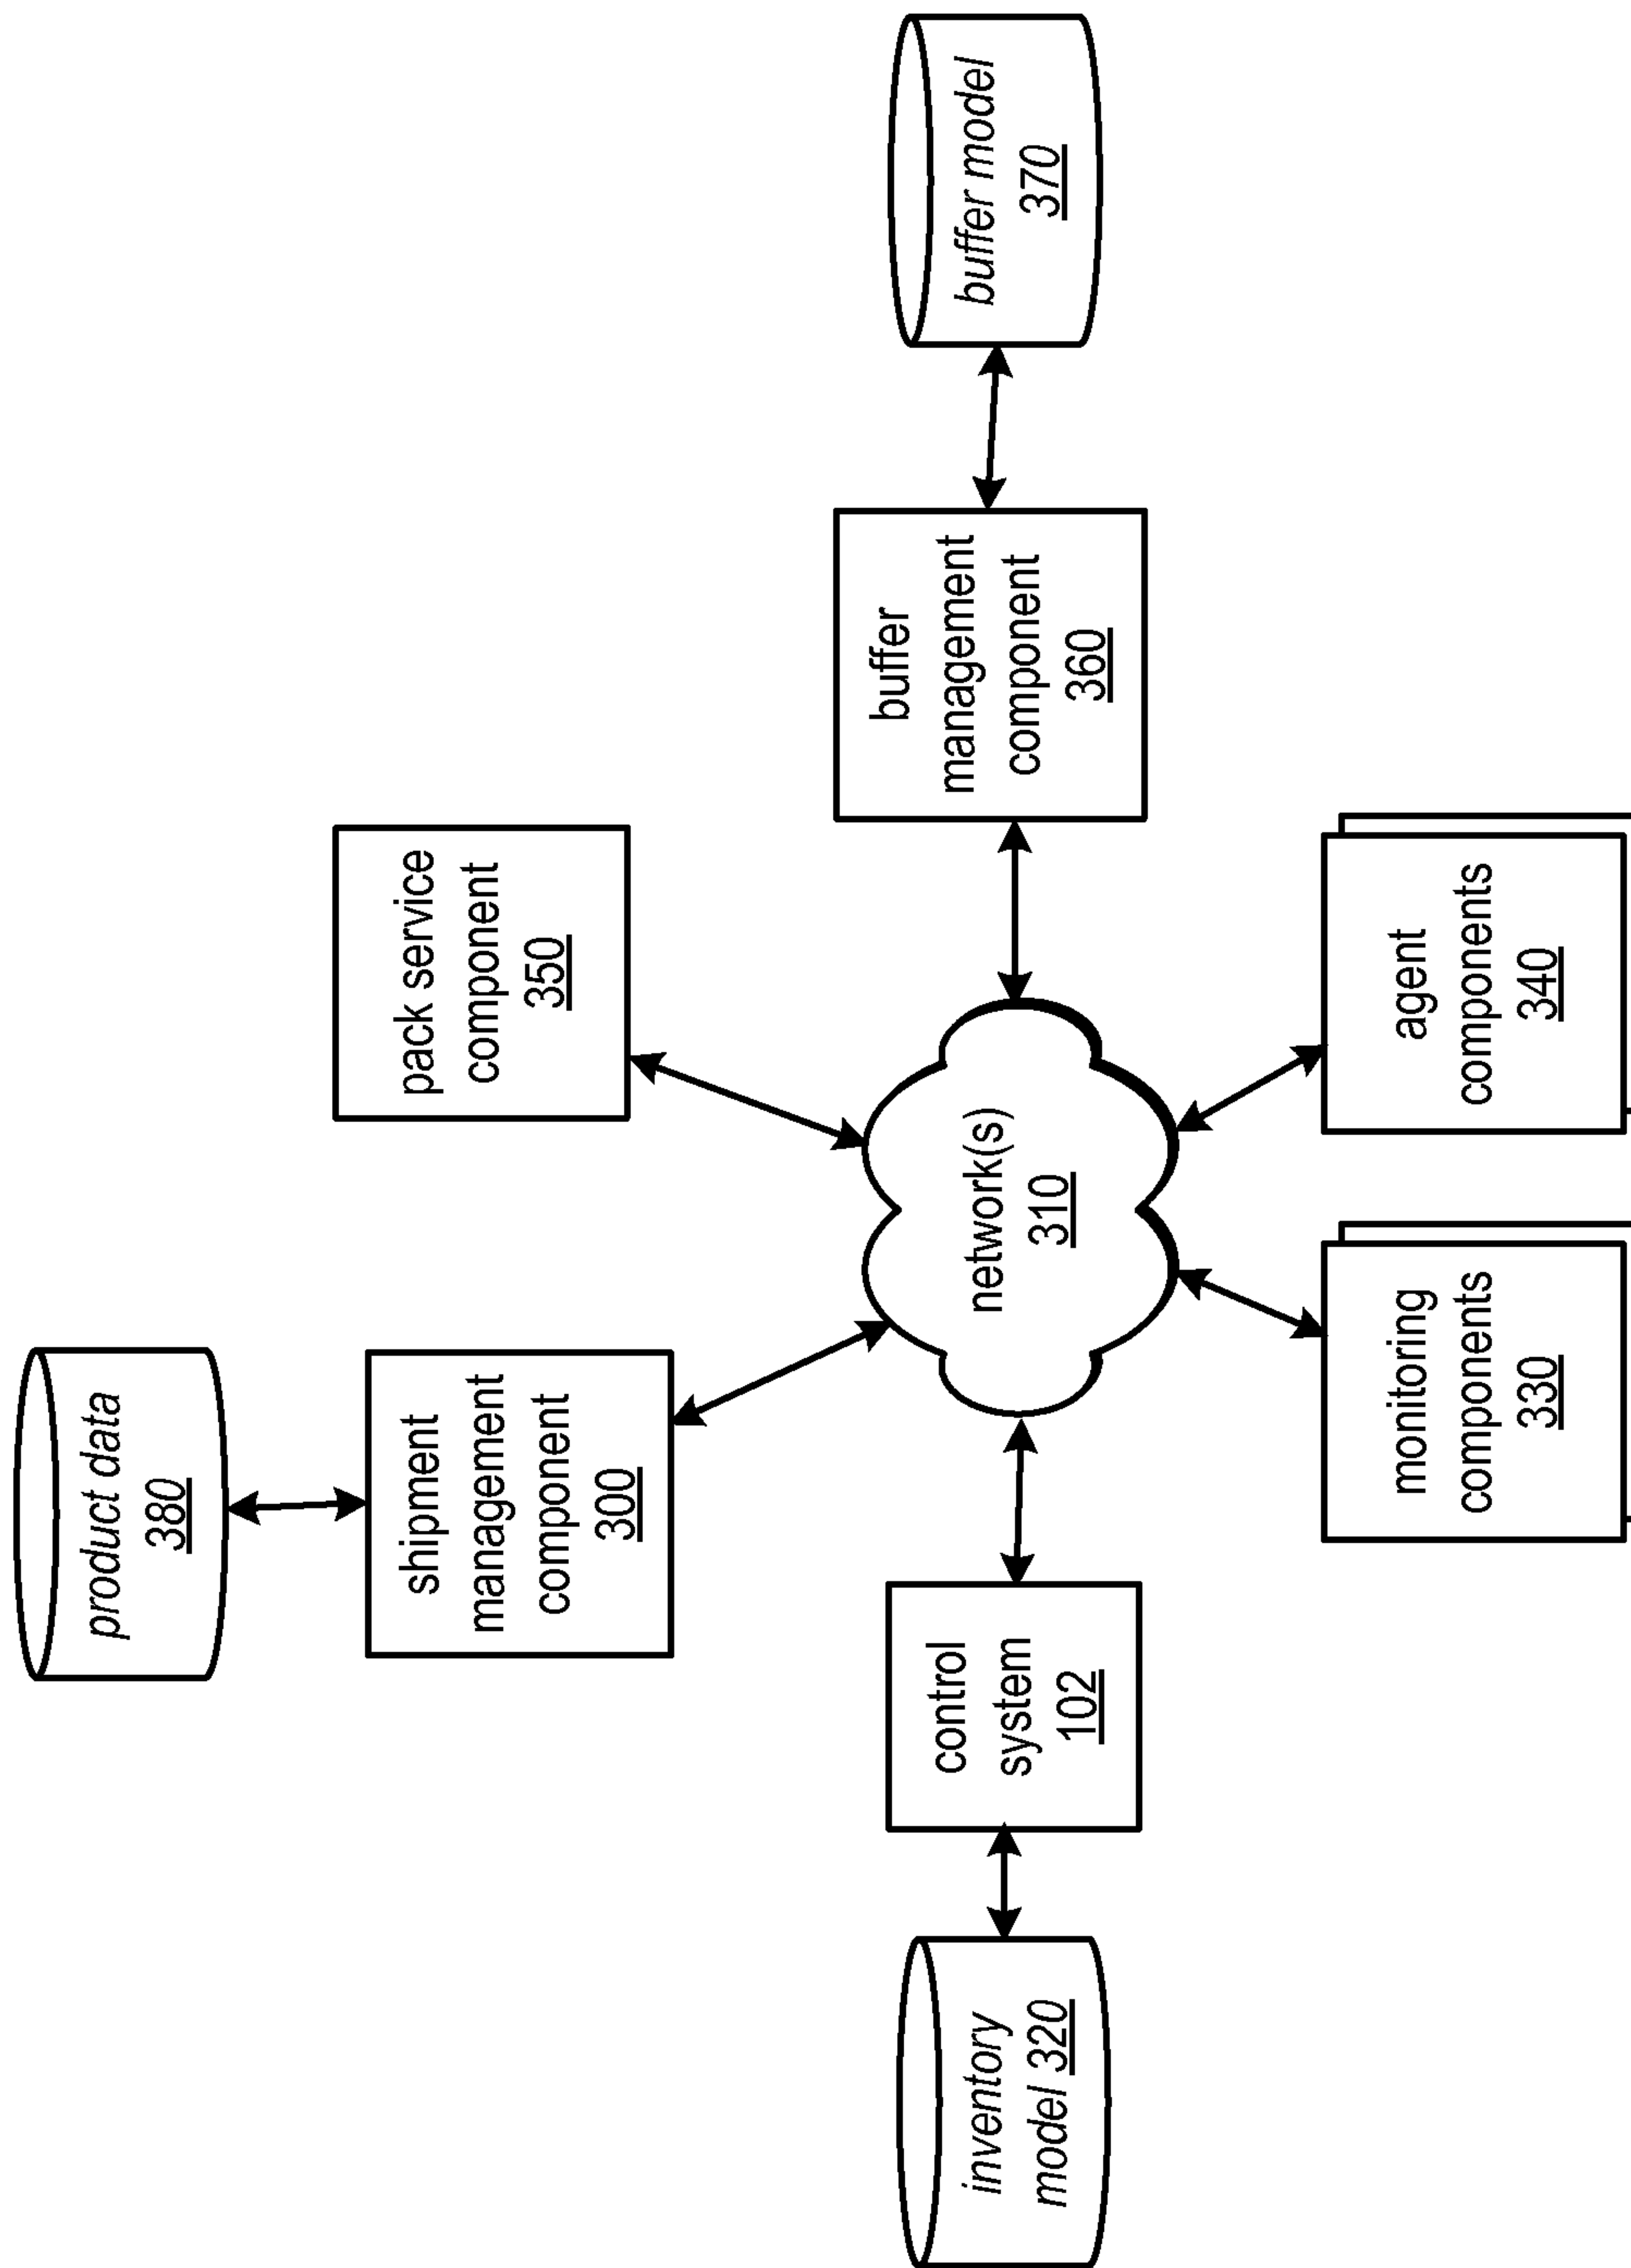 product data
380
shipment
management
component
300
pack service
component
350
inventory
model 320
control
system
102
network(s)
310
buffer
management
component
360
buffer model
370
monitoring
components
330
agent
components
340